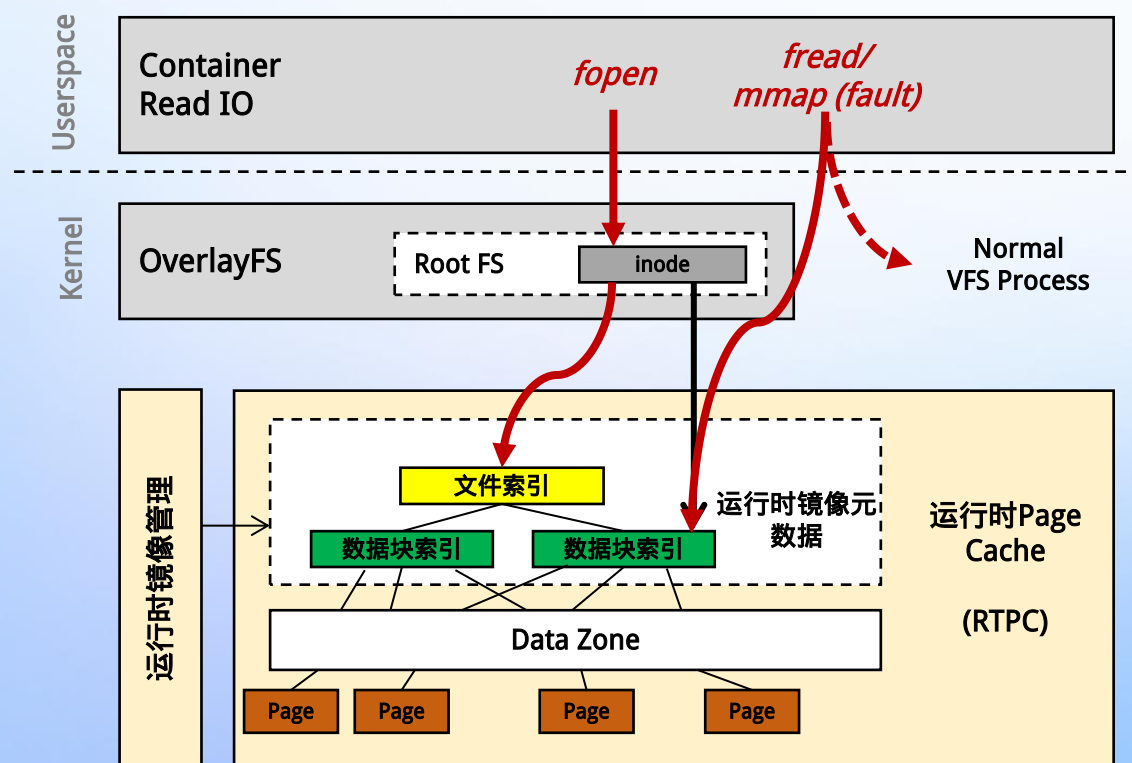 Userspace
Container
Read IO
fopen
fread/
mmap (fault)
Kernel
OverlayFS
Root FS
inode
Normal
VFS Process
运行时镜像管理
文件索引
数据块索引
数据块索引
运行时镜像元
数据
运行时Page
Cache
(RTPC)
Data Zone
Page
Page
Page
Page